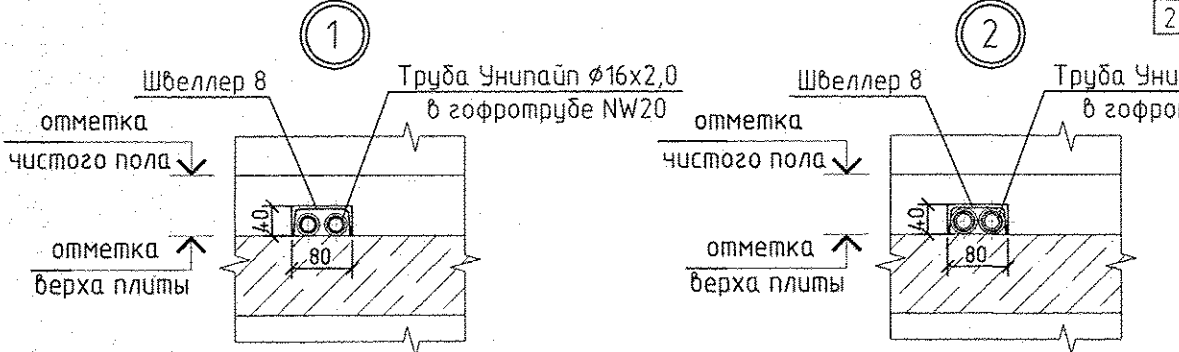 1
Швеллер 8
Труба Унипайп Ø16х2,0
в гофротрубе NW20
отметка
чистого пола
40
80
отметка
верха плиты
2
2
Швеллер 8
Труба Уни
в гофро
отметка
чистого пола
40
80
отметка
верха плиты